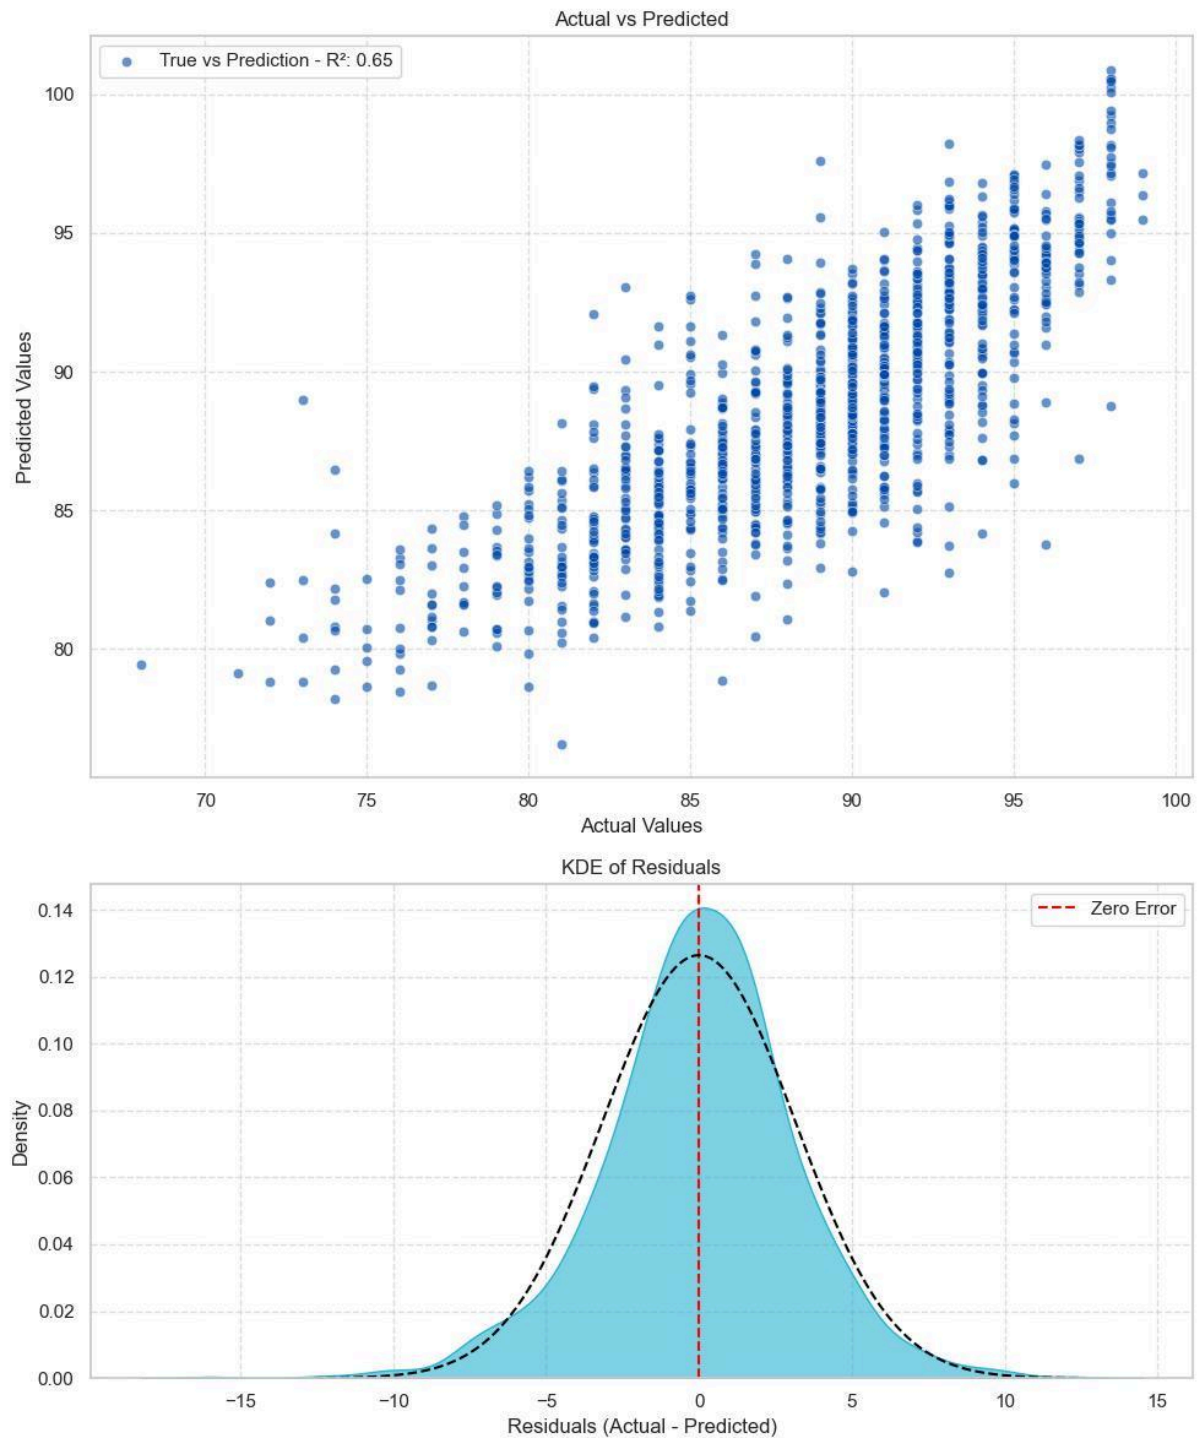 Actual vs Predicted
True vs Prediction - R²: 0.65
100
95
90
85
80
Predicted Values
70 75 80 85 90 95 100
Actual Values
KDE of Residuals
Zero Error
0.14
0.12
0.10
0.08
0.06
0.04
0.02
0.00
Density
−15 −10 −5 0 5 10 15
Residuals (Actual - Predicted)